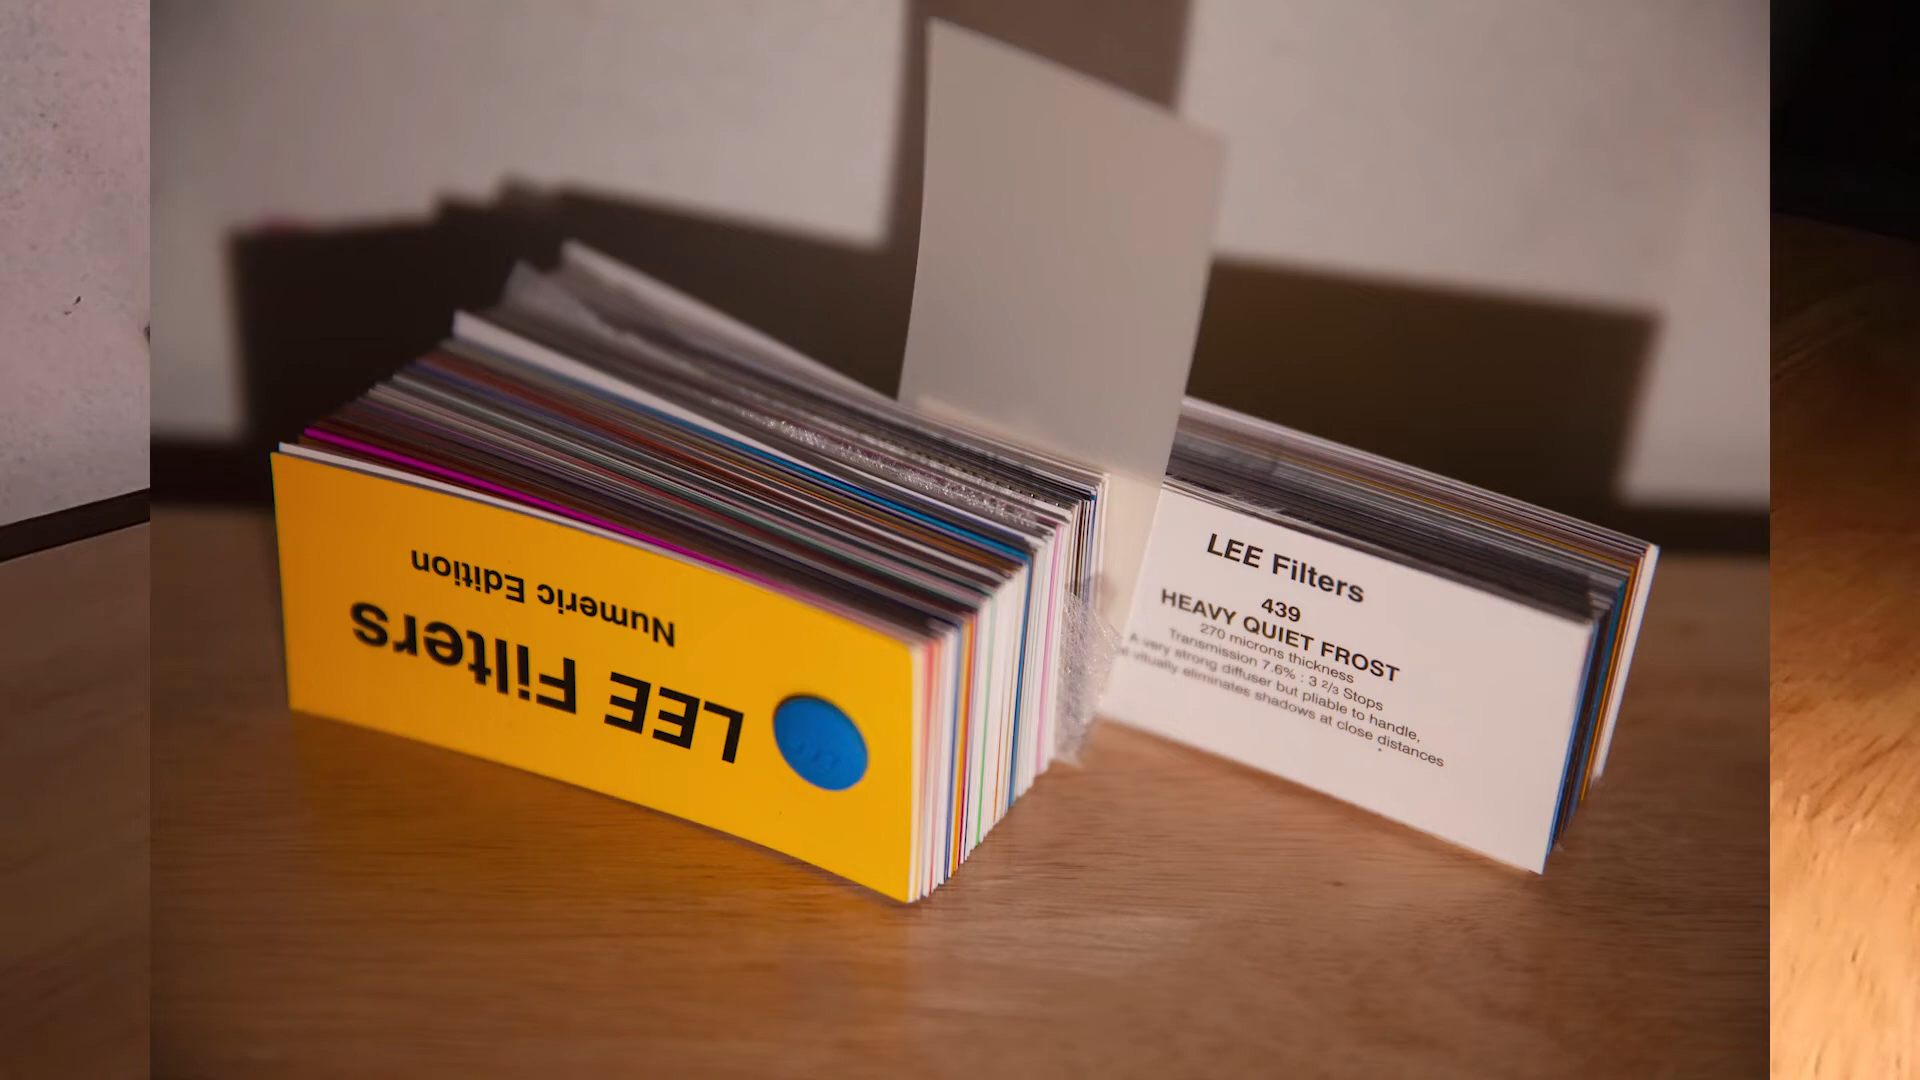 LEE Filters
Numeric Edition
LEE Filters
439
HEAVY QUIET FROST
270 microns thickness
Transmission 7.6% : 3 2/3 Stops
A very strong diffuser but pliable to handle,
vitually eliminates shadows at close distances